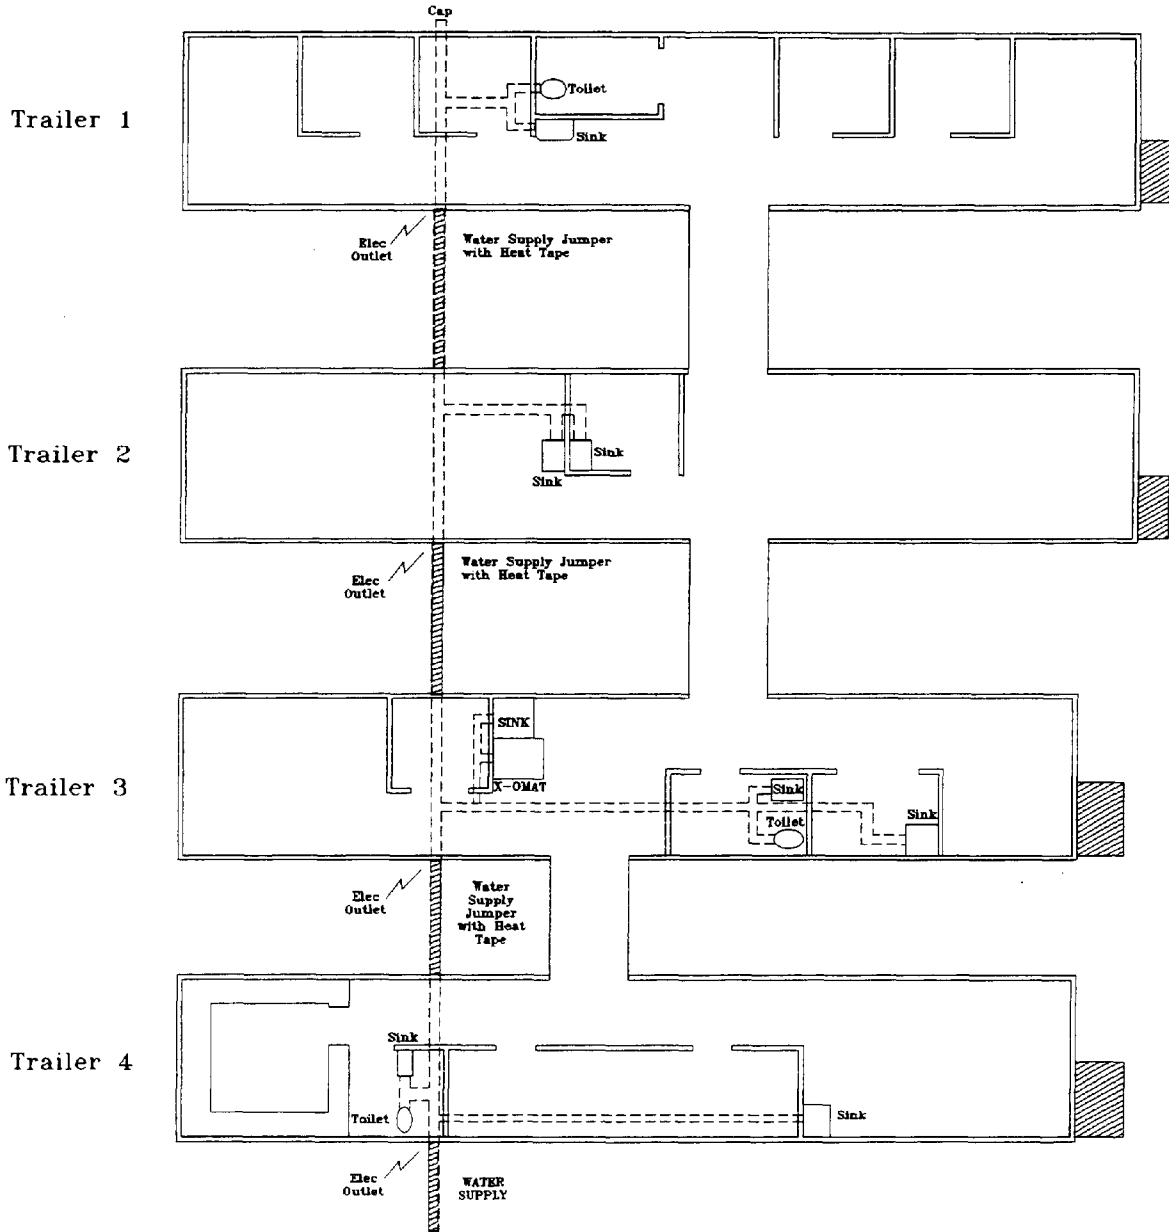 Cap
Trailer 1
Toilet
Sink
Elec
Outlet
Water Supply Jumper
with Heat Tape
Trailer 2
Sink
Sink
Elec
Outlet
Water Supply Jumper
with Heat Tape
Trailer 3
SINK
X-OMAT
Sink
Toilet
Sink
Elec
Outlet
Water
Supply
Jumper
with Heat
Tape
Trailer 4
Sink
Toilet
Sink
Elec
Outlet
WATER
SUPPLY